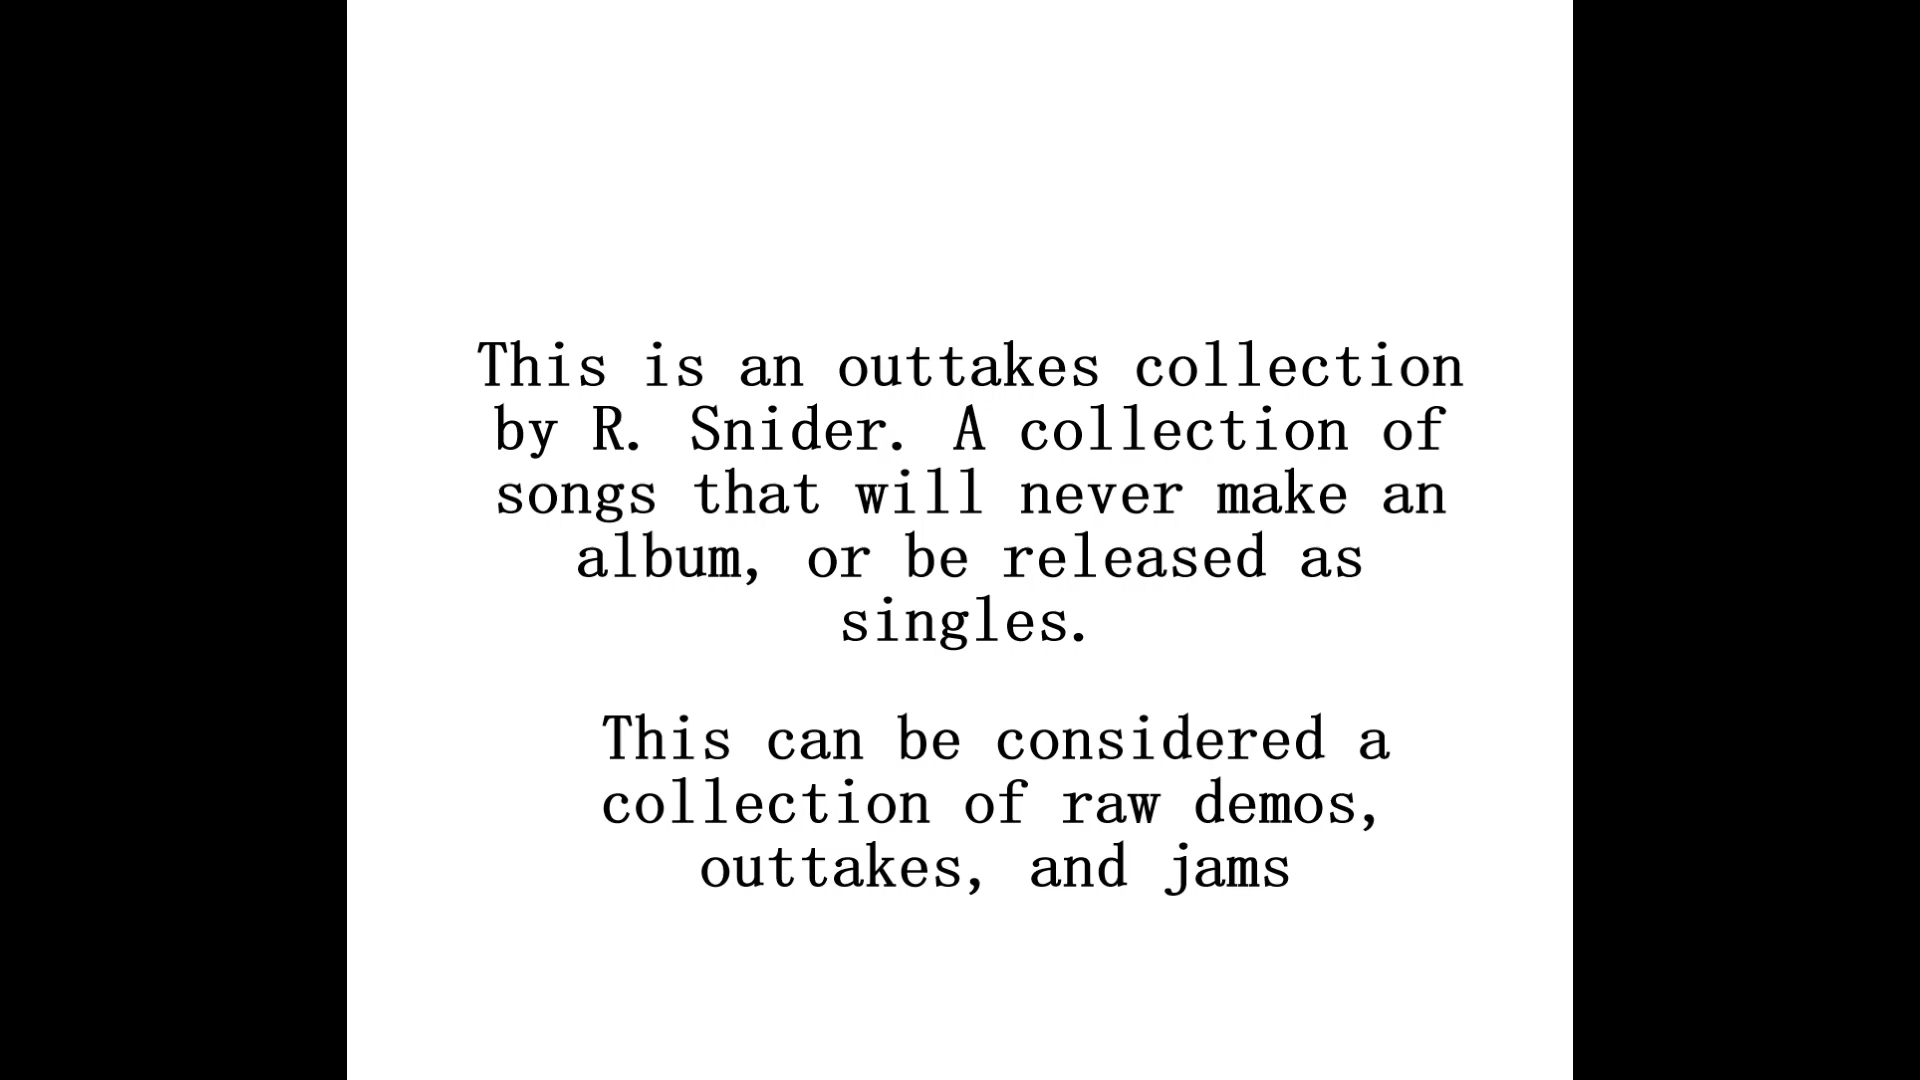 This is an outtakes collection
by R. Snider. A collection of
songs that will never make an
album, or be released as
singles.
This can be considered a
collection of raw demos,
outtakes, and jams